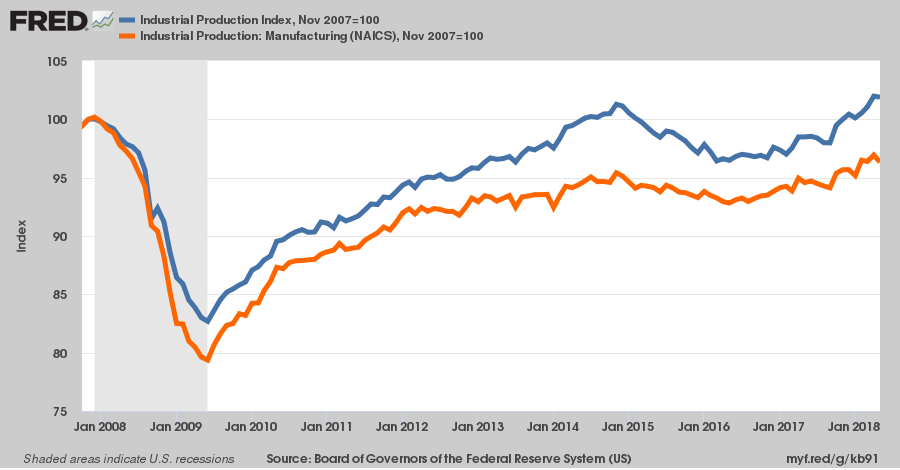 FRED
Industrial Production Index, Nov 2007=100
Industrial Production: Manufacturing (NAICS), Nov 2007=100
105
100
95
90
85
80
75
Index
Jan 2008 Jan 2009 Jan 2010 Jan 2011 Jan 2012 Jan 2013 Jan 2014 Jan 2015 Jan 2016 Jan 2017 Jan 2018
Shaded areas indicate U.S. recessions Source: Board of Governors of the Federal Reserve System (US) myf.red/g/kb91